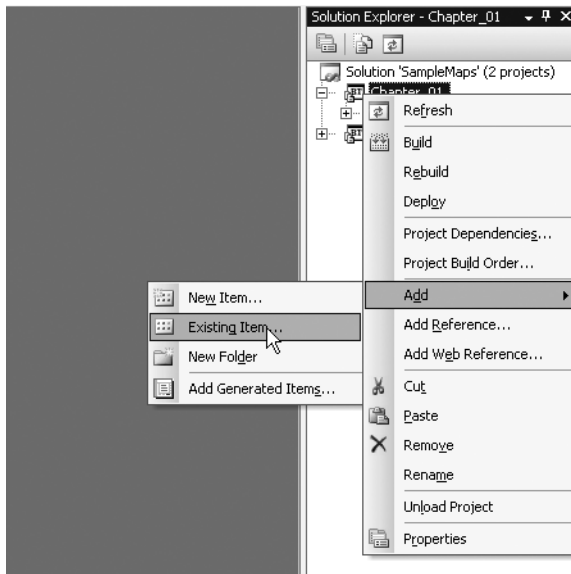 Solution Explorer - Chapter_01
Solution 'SampleMaps' (2 projects)
Chapter_01
Refresh
Build
Rebuild
Deploy
Project Dependencies...
Project Build Order...
Add
Add Reference...
Add Web Reference...
Cut
Paste
Remove
Rename
Unload Project
Properties
New Item...
Existing Item...
New Folder
Add Generated Items...